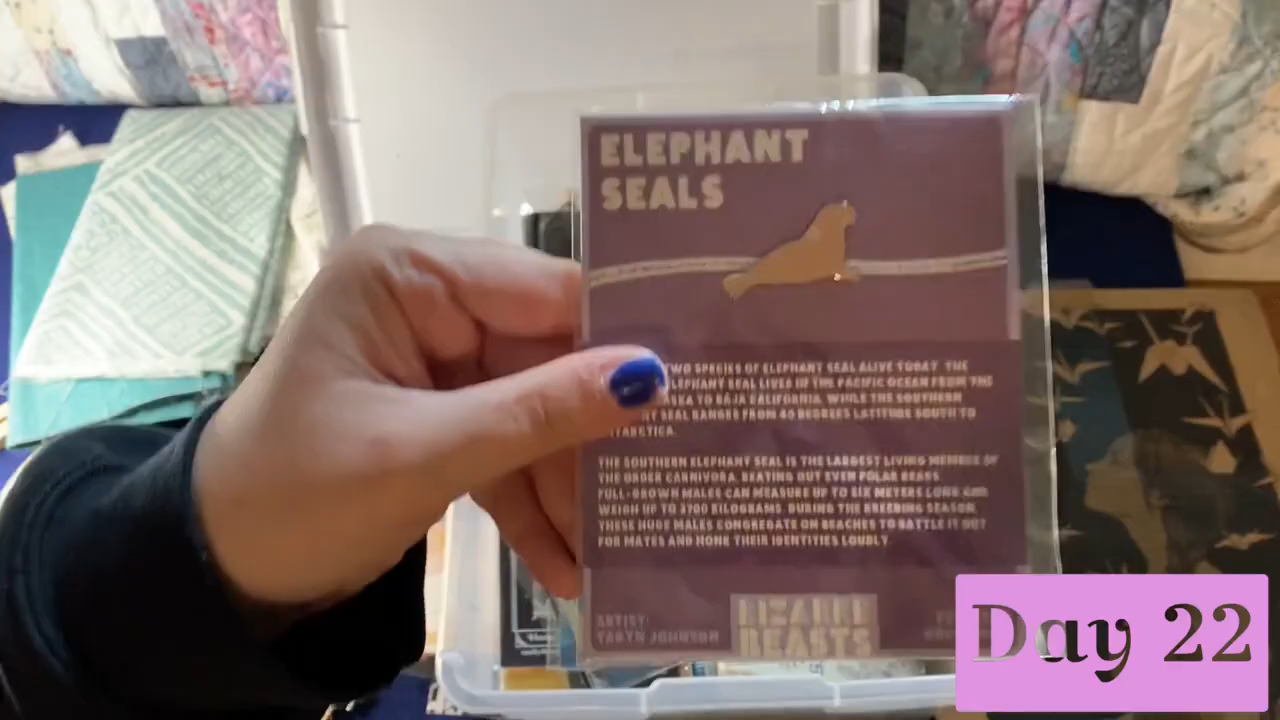 ELEPHANT
SEALS
TWO SPECIES OF ELEPHANT SEAL ALIVE TODAY. THE
ELEPHANT SEAL LIVES IN THE PACIFIC OCEAN FROM THE
TO BAJA CALIFORNIA, WHILE THE SOUTHERN
SEAL RANGES FROM 40 DEGREES LATITUDE SOUTH TO
ANTARCTICA.
THE SOUTHERN ELEPHANT SEAL IS THE LARGEST LIVING MEMBER OF
THE ORDER CARNIVORA, BEATING OUT EVEN POLAR BEARS.
FULL-GROWN MALES CAN MEASURE UP TO SIX METERS LONG AND
WEIGH UP TO 3700 KILOGRAMS. DURING THE BREEDING SEASON,
THESE HUGE MALES CONGREGATE ON BEACHES TO BATTLE IT OUT
FOR MATES AND HONK THEIR IDENTITIES LOUDLY.
ARTIST:
TARYN JOHNSON
BIZARRE
BEASTS
Day 22